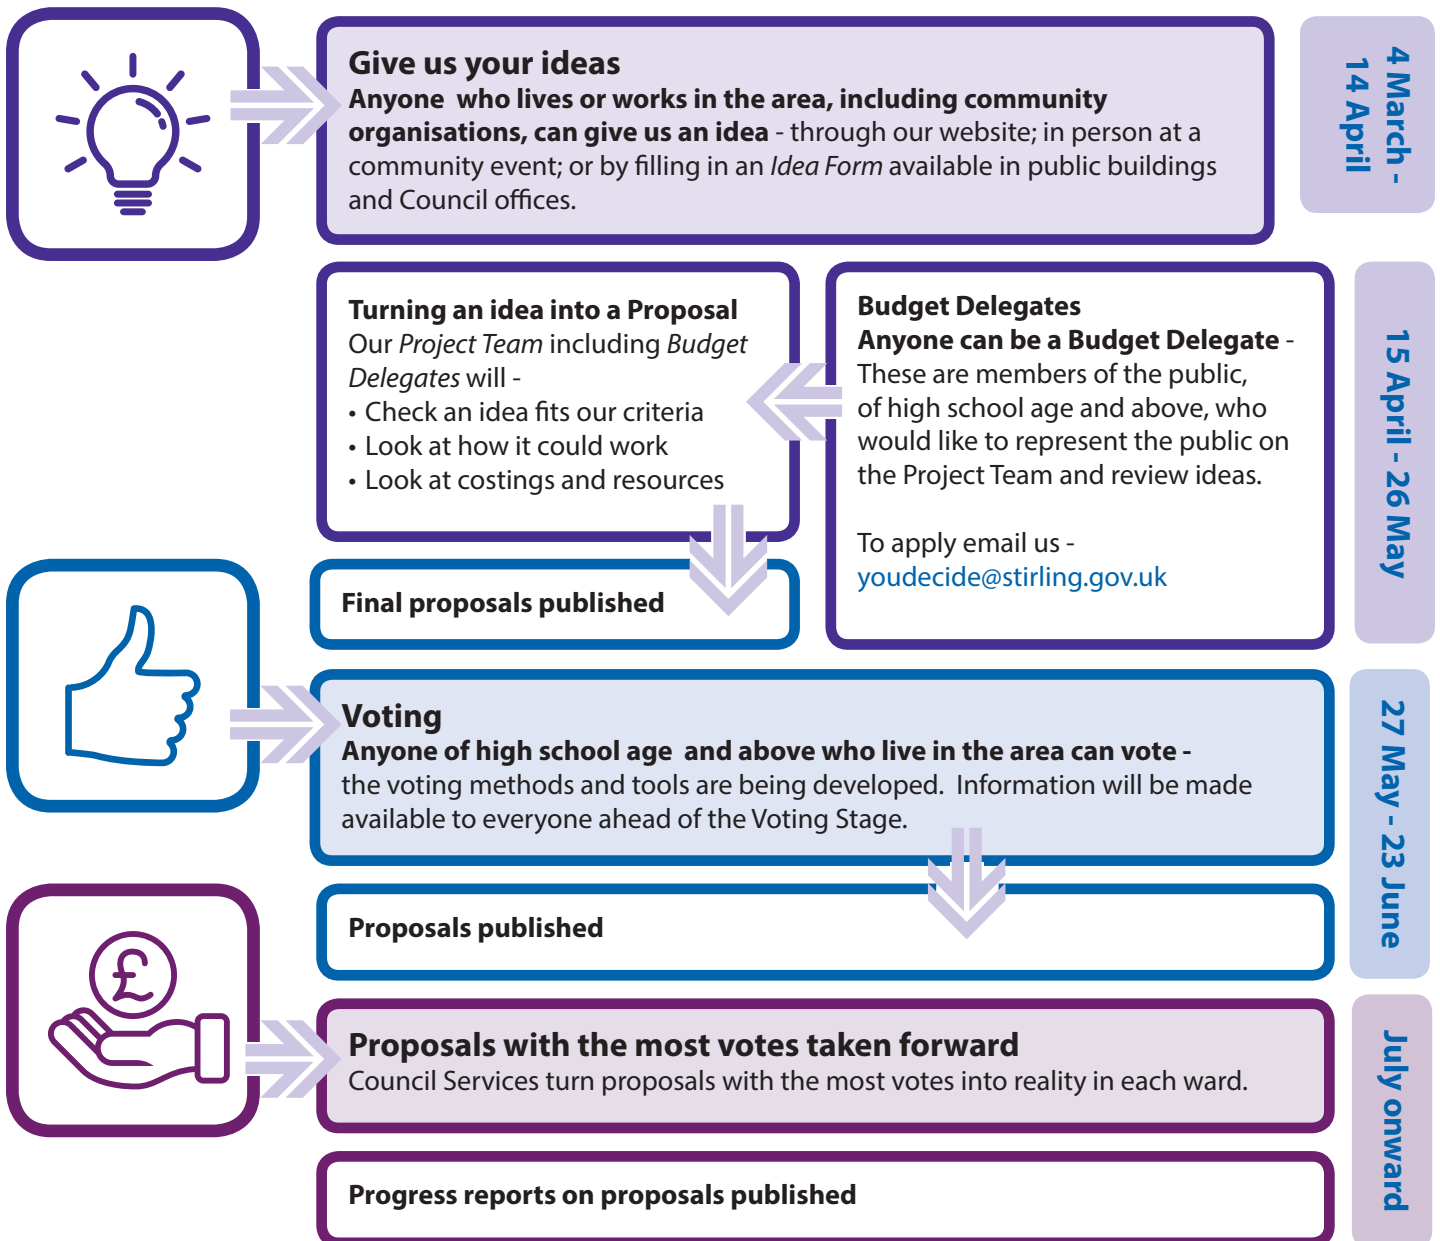 Give us your ideas
Anyone who lives or works in the area, including community
organisations, can give us an idea - through our website; in person at a
community event; or by filling in an Idea Form available in public buildings
and Council offices.
4 March -
14 April
Turning an idea into a Proposal
Our Project Team including Budget
Delegates will -
• Check an idea fits our criteria
• Look at how it could work
• Look at costings and resources
Budget Delegates
Anyone can be a Budget Delegate -
These are members of the public,
of high school age and above, who
would like to represent the public on
the Project Team and review ideas.
To apply email us -
youdecide@stirling.gov.uk
15 April - 26 May
Final proposals published
Voting
Anyone of high school age and above who live in the area can vote -
the voting methods and tools are being developed. Information will be made
available to everyone ahead of the Voting Stage.
27 May - 23 June
Proposals published
£
Proposals with the most votes taken forward
Council Services turn proposals with the most votes into reality in each ward.
July onward
Progress reports on proposals published